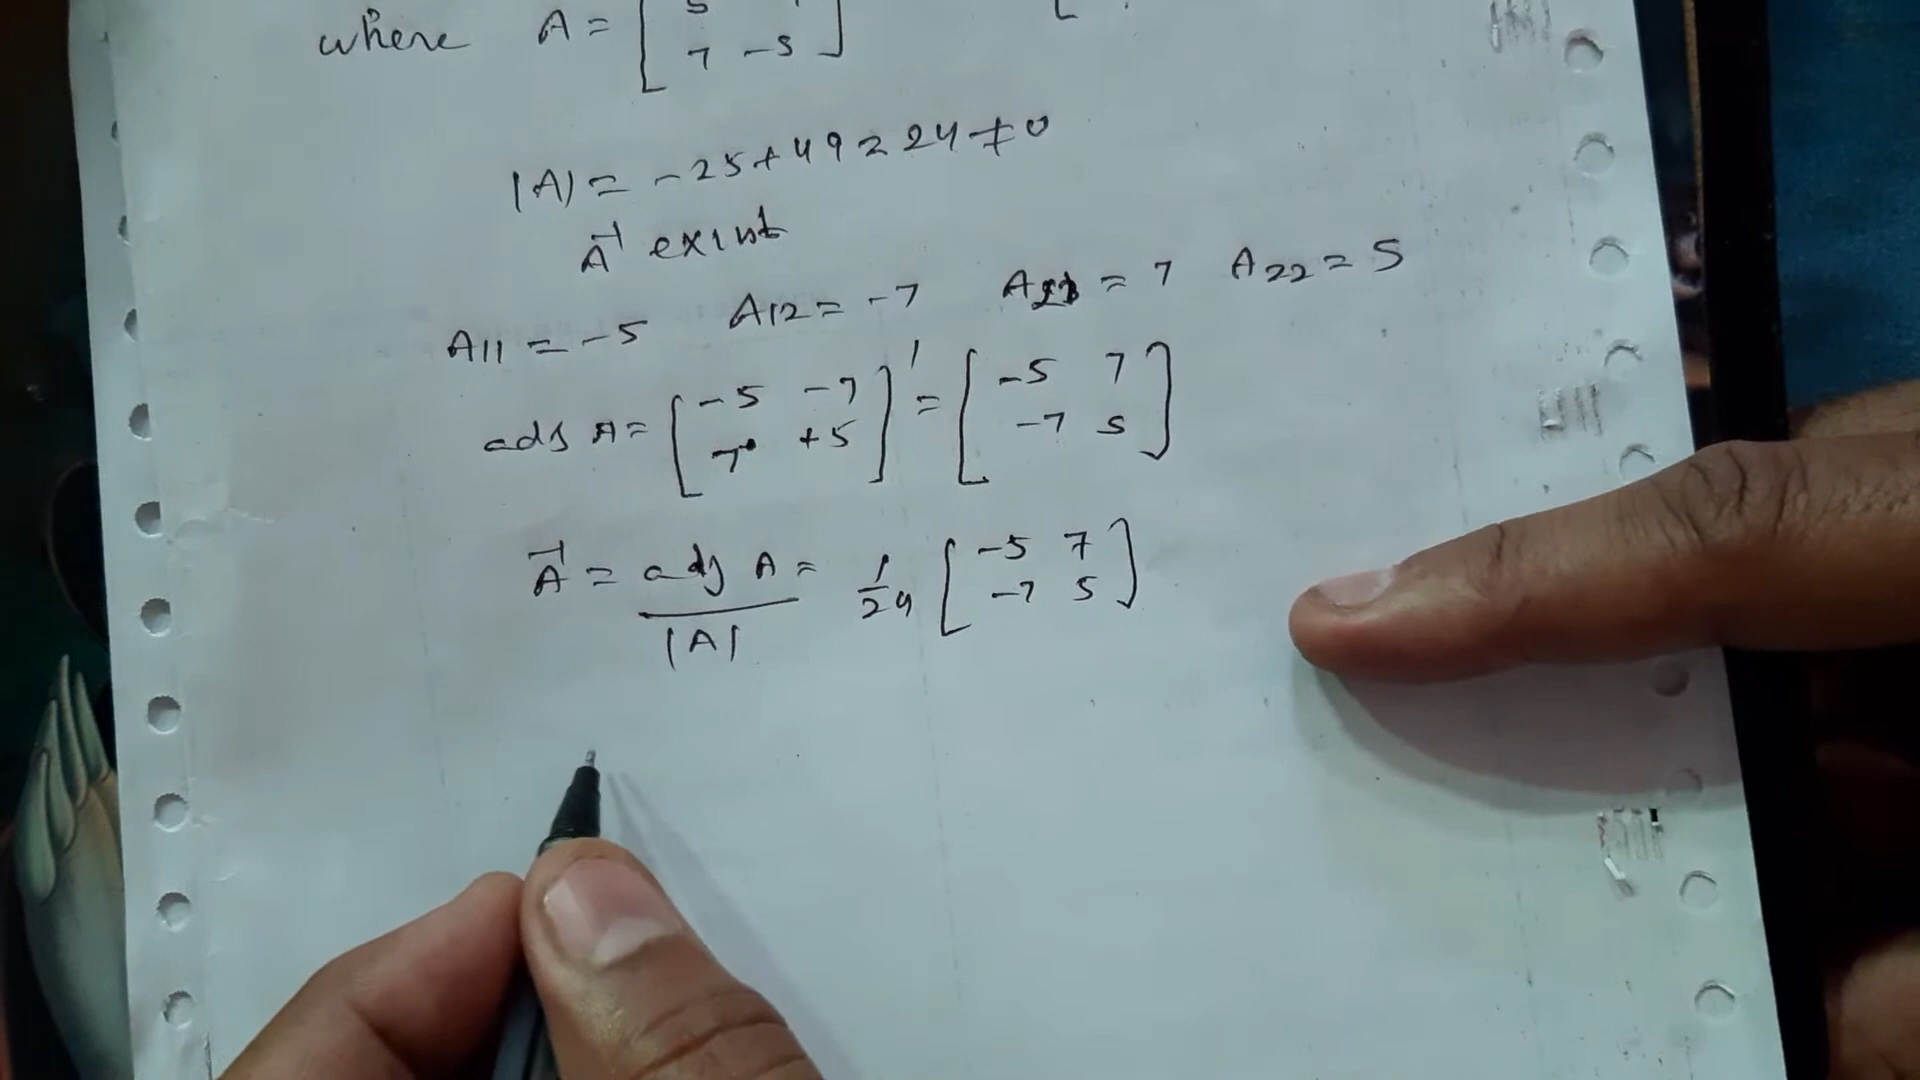 where A = [ 5
7 -5 ]
|A| = -25 + 49 = 24 ≠ 0
A⁻¹ exist
A11 = -5 A12 = -7 A21 = 7 A22 = 5
adj A = [ -5 -7 ]' = [ -5 7 ]
[ 7 +5 ] [ -7 5 ]
A⁻¹ = adj A = 1 [ -5 7 ]
|A| 24 [ -7 5 ]